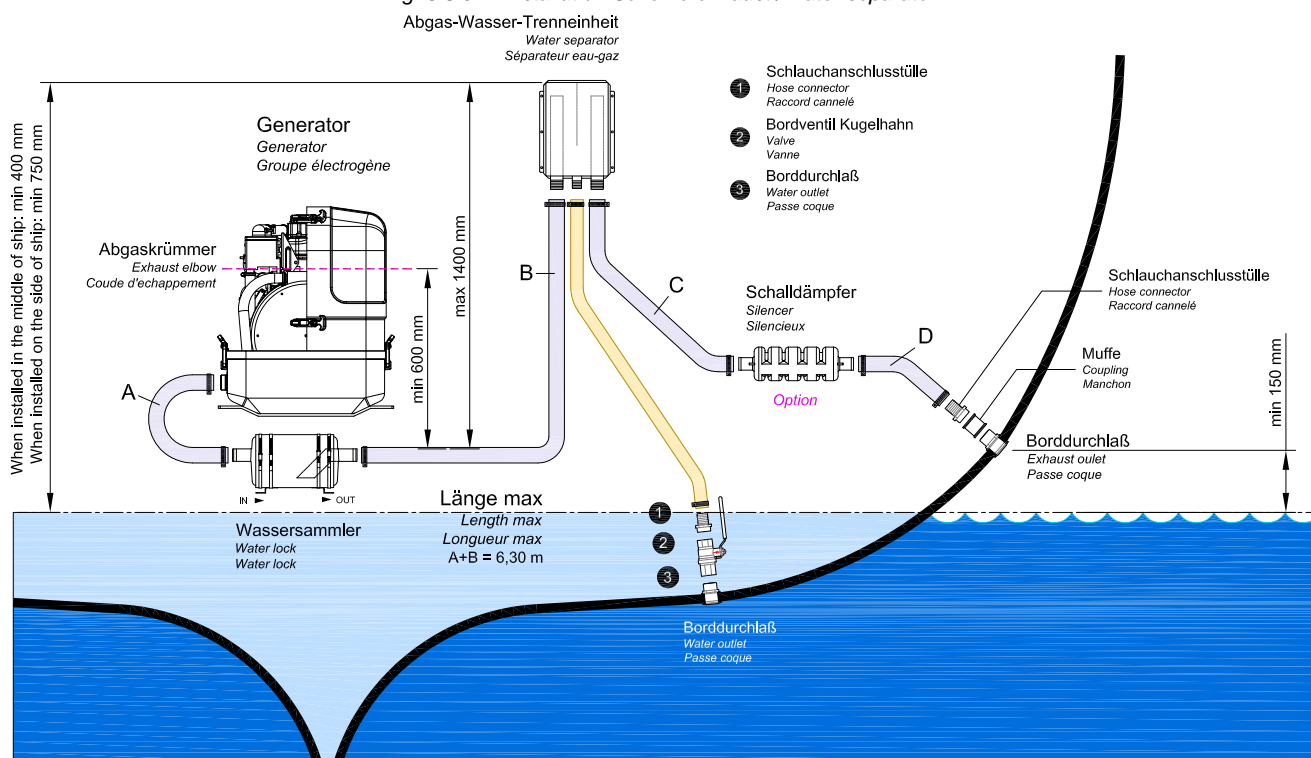 Abgas-Wasser-Trenneinheit
Water separator
Séparateur eau-gaz
When installed in the middle of ship: min 400 mm
When installed on the side of ship: min 750 mm
Generator
Generator
Groupe électrogène
Abgaskrümmer
Exhaust elbow
Coude d'echappement
max 1400 mm
min 600 mm
1
Schlauchanschlusstülle
Hose connector
Raccord cannelé
2
Bordventil Kugelhahn
Valve
Vanne
3
Borddurchlaß
Water outlet
Passe coque
A
B
C
D
Schalldämpfer
Silencer
Silencieux
Option
Schlauchanschlusstülle
Hose connector
Raccord cannelé
Muffe
Coupling
Manchon
min 150 mm
Borddurchlaß
Exhaust oulet
Passe coque
IN
OUT
Wassersammler
Water lock
Water lock
Länge max
Length max
Longueur max
A+B = 6,30 m
1
2
3
Borddurchlaß
Water outlet
Passe coque